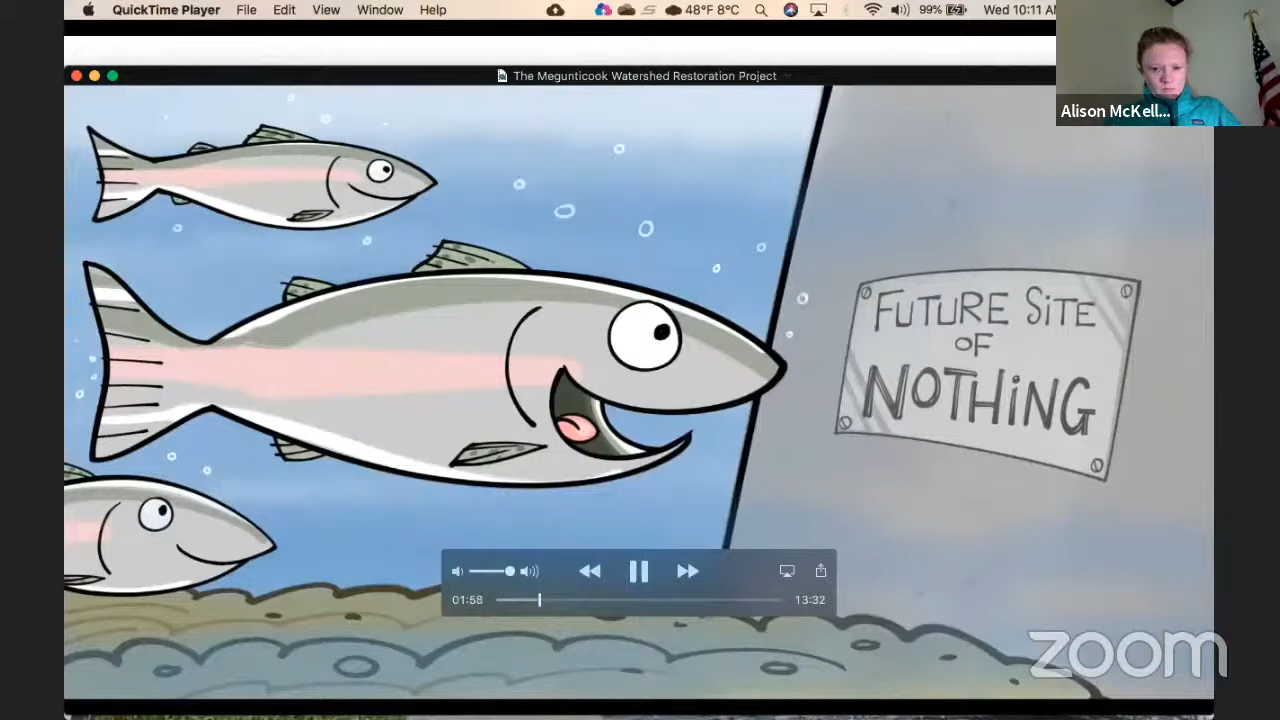 QuickTime Player File Edit View Window Help 48°F 8°C 99% Wed 10:11 AM
The Megunticook Watershed Restoration Project
Alison McKell...
FUTURE SiTE
OF
NOTHiNG
01:58 13:32
zoom